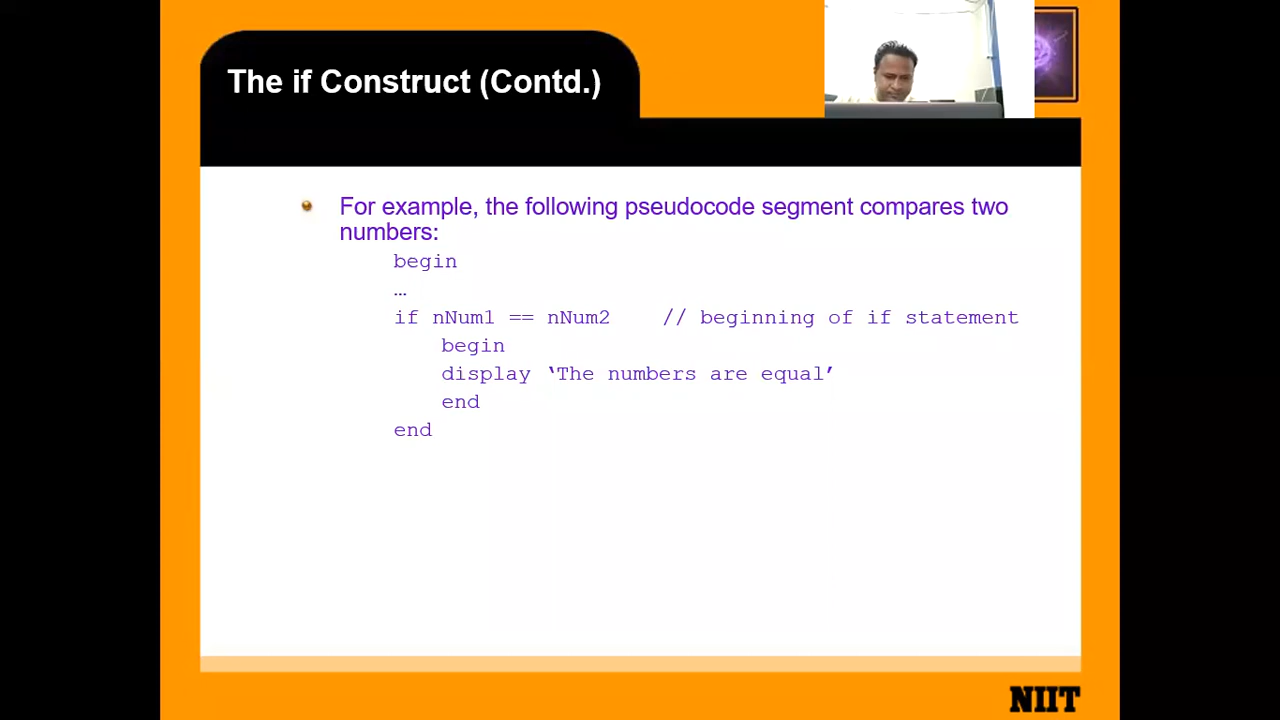 The if Construct (Contd.)
For example, the following pseudocode segment compares two
numbers:
begin
…
if nNum1 == nNum2 // beginning of if statement
begin
display ‘The numbers are equal’
end
end
NIIT